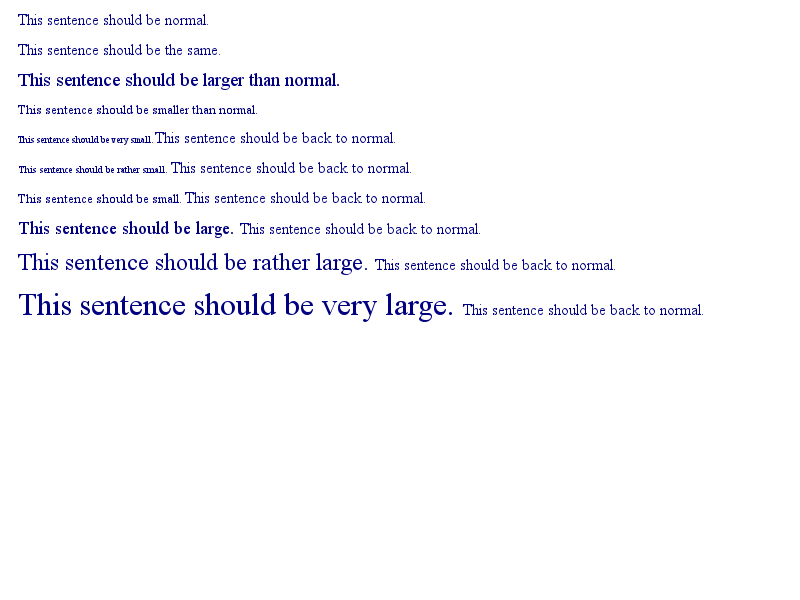 This sentence should be normal.
This sentence should be the same.
This sentence should be larger than normal.
This sentence should be smaller than normal.
This sentence should be very small. This sentence should be back to normal.
This sentence should be rather small. This sentence should be back to normal.
This sentence should be small. This sentence should be back to normal.
This sentence should be large. This sentence should be back to normal.
This sentence should be rather large. This sentence should be back to normal.
This sentence should be very large. This sentence should be back to normal.